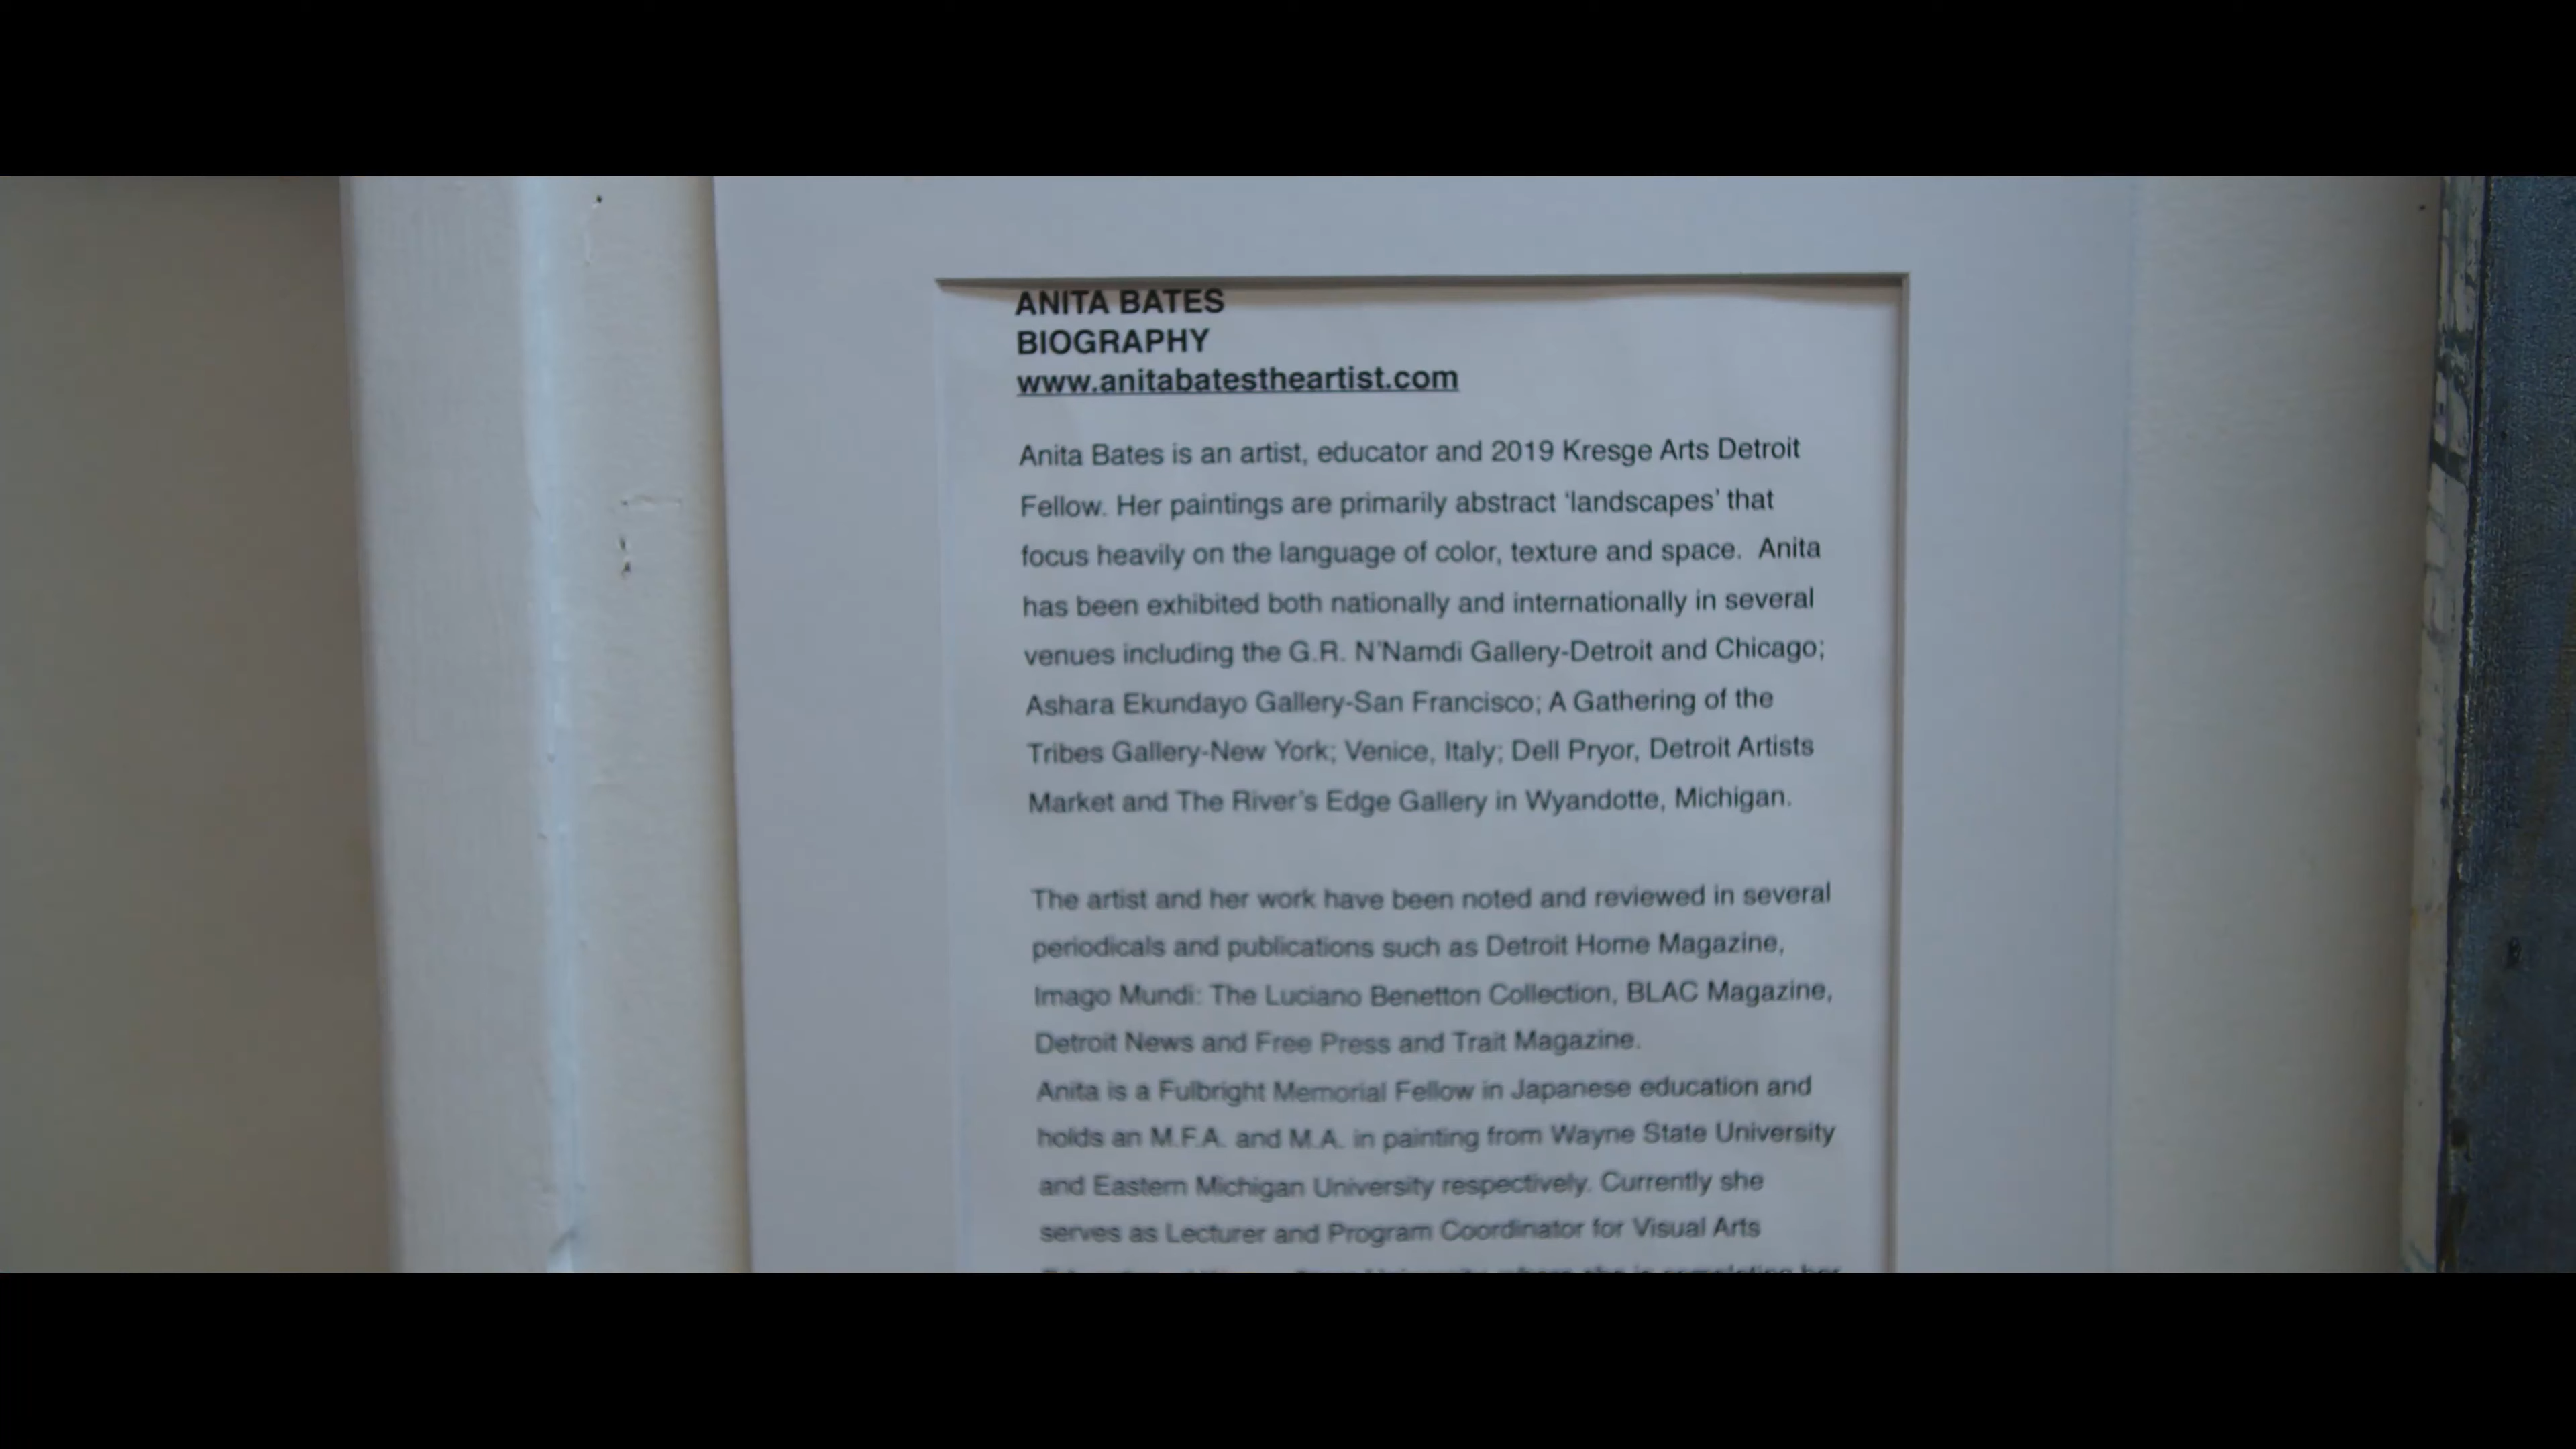 ANITA BATES
BIOGRAPHY
www.anitabatestheartist.com
Anita Bates is an artist, educator and 2019 Kresge Arts Detroit
Fellow. Her paintings are primarily abstract ‘landscapes’ that
focus heavily on the language of color, texture and space.  Anita
has been exhibited both nationally and internationally in several
venues including the G.R. N’Namdi Gallery-Detroit and Chicago;
Ashara Ekundayo Gallery-San Francisco; A Gathering of the
Tribes Gallery-New York; Venice, Italy; Dell Pryor, Detroit Artists
Market and The River’s Edge Gallery in Wyandotte, Michigan.
The artist and her work have been noted and reviewed in several
periodicals and publications such as Detroit Home Magazine,
Imago Mundi: The Luciano Benetton Collection, BLAC Magazine,
Detroit News and Free Press and Trait Magazine.
Anita is a Fulbright Memorial Fellow in Japanese education and
holds an M.F.A. and M.A. in painting from Wayne State University
and Eastern Michigan University respectively. Currently she
serves as Lecturer and Program Coordinator for Visual Arts